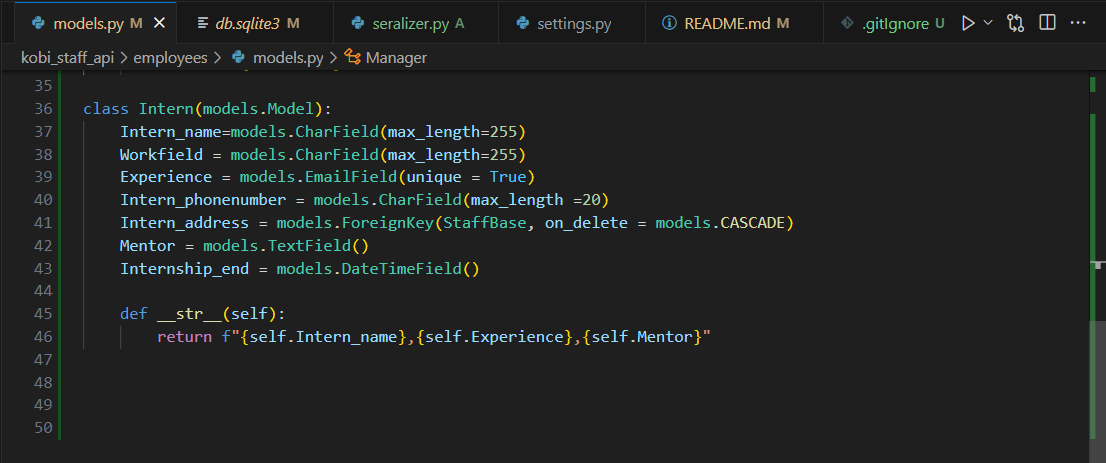 models.py M db.sqlite3 M seralizer.py A settings.py README.md M .gitIgnore U
kobi_staff_api > employees > models.py > Manager
35
36 class Intern(models.Model):
37 Intern_name=models.CharField(max_length=255)
38 Workfield = models.CharField(max_length=255)
39 Experience = models.EmailField(unique = True)
40 Intern_phonenumber = models.CharField(max_length =20)
41 Intern_address = models.ForeignKey(StaffBase, on_delete = models.CASCADE)
42 Mentor = models.TextField()
43 Internship_end = models.DateTimeField()
44
45 def __str__(self):
46 return f"{self.Intern_name},{self.Experience},{self.Mentor}"
47
48
49
50